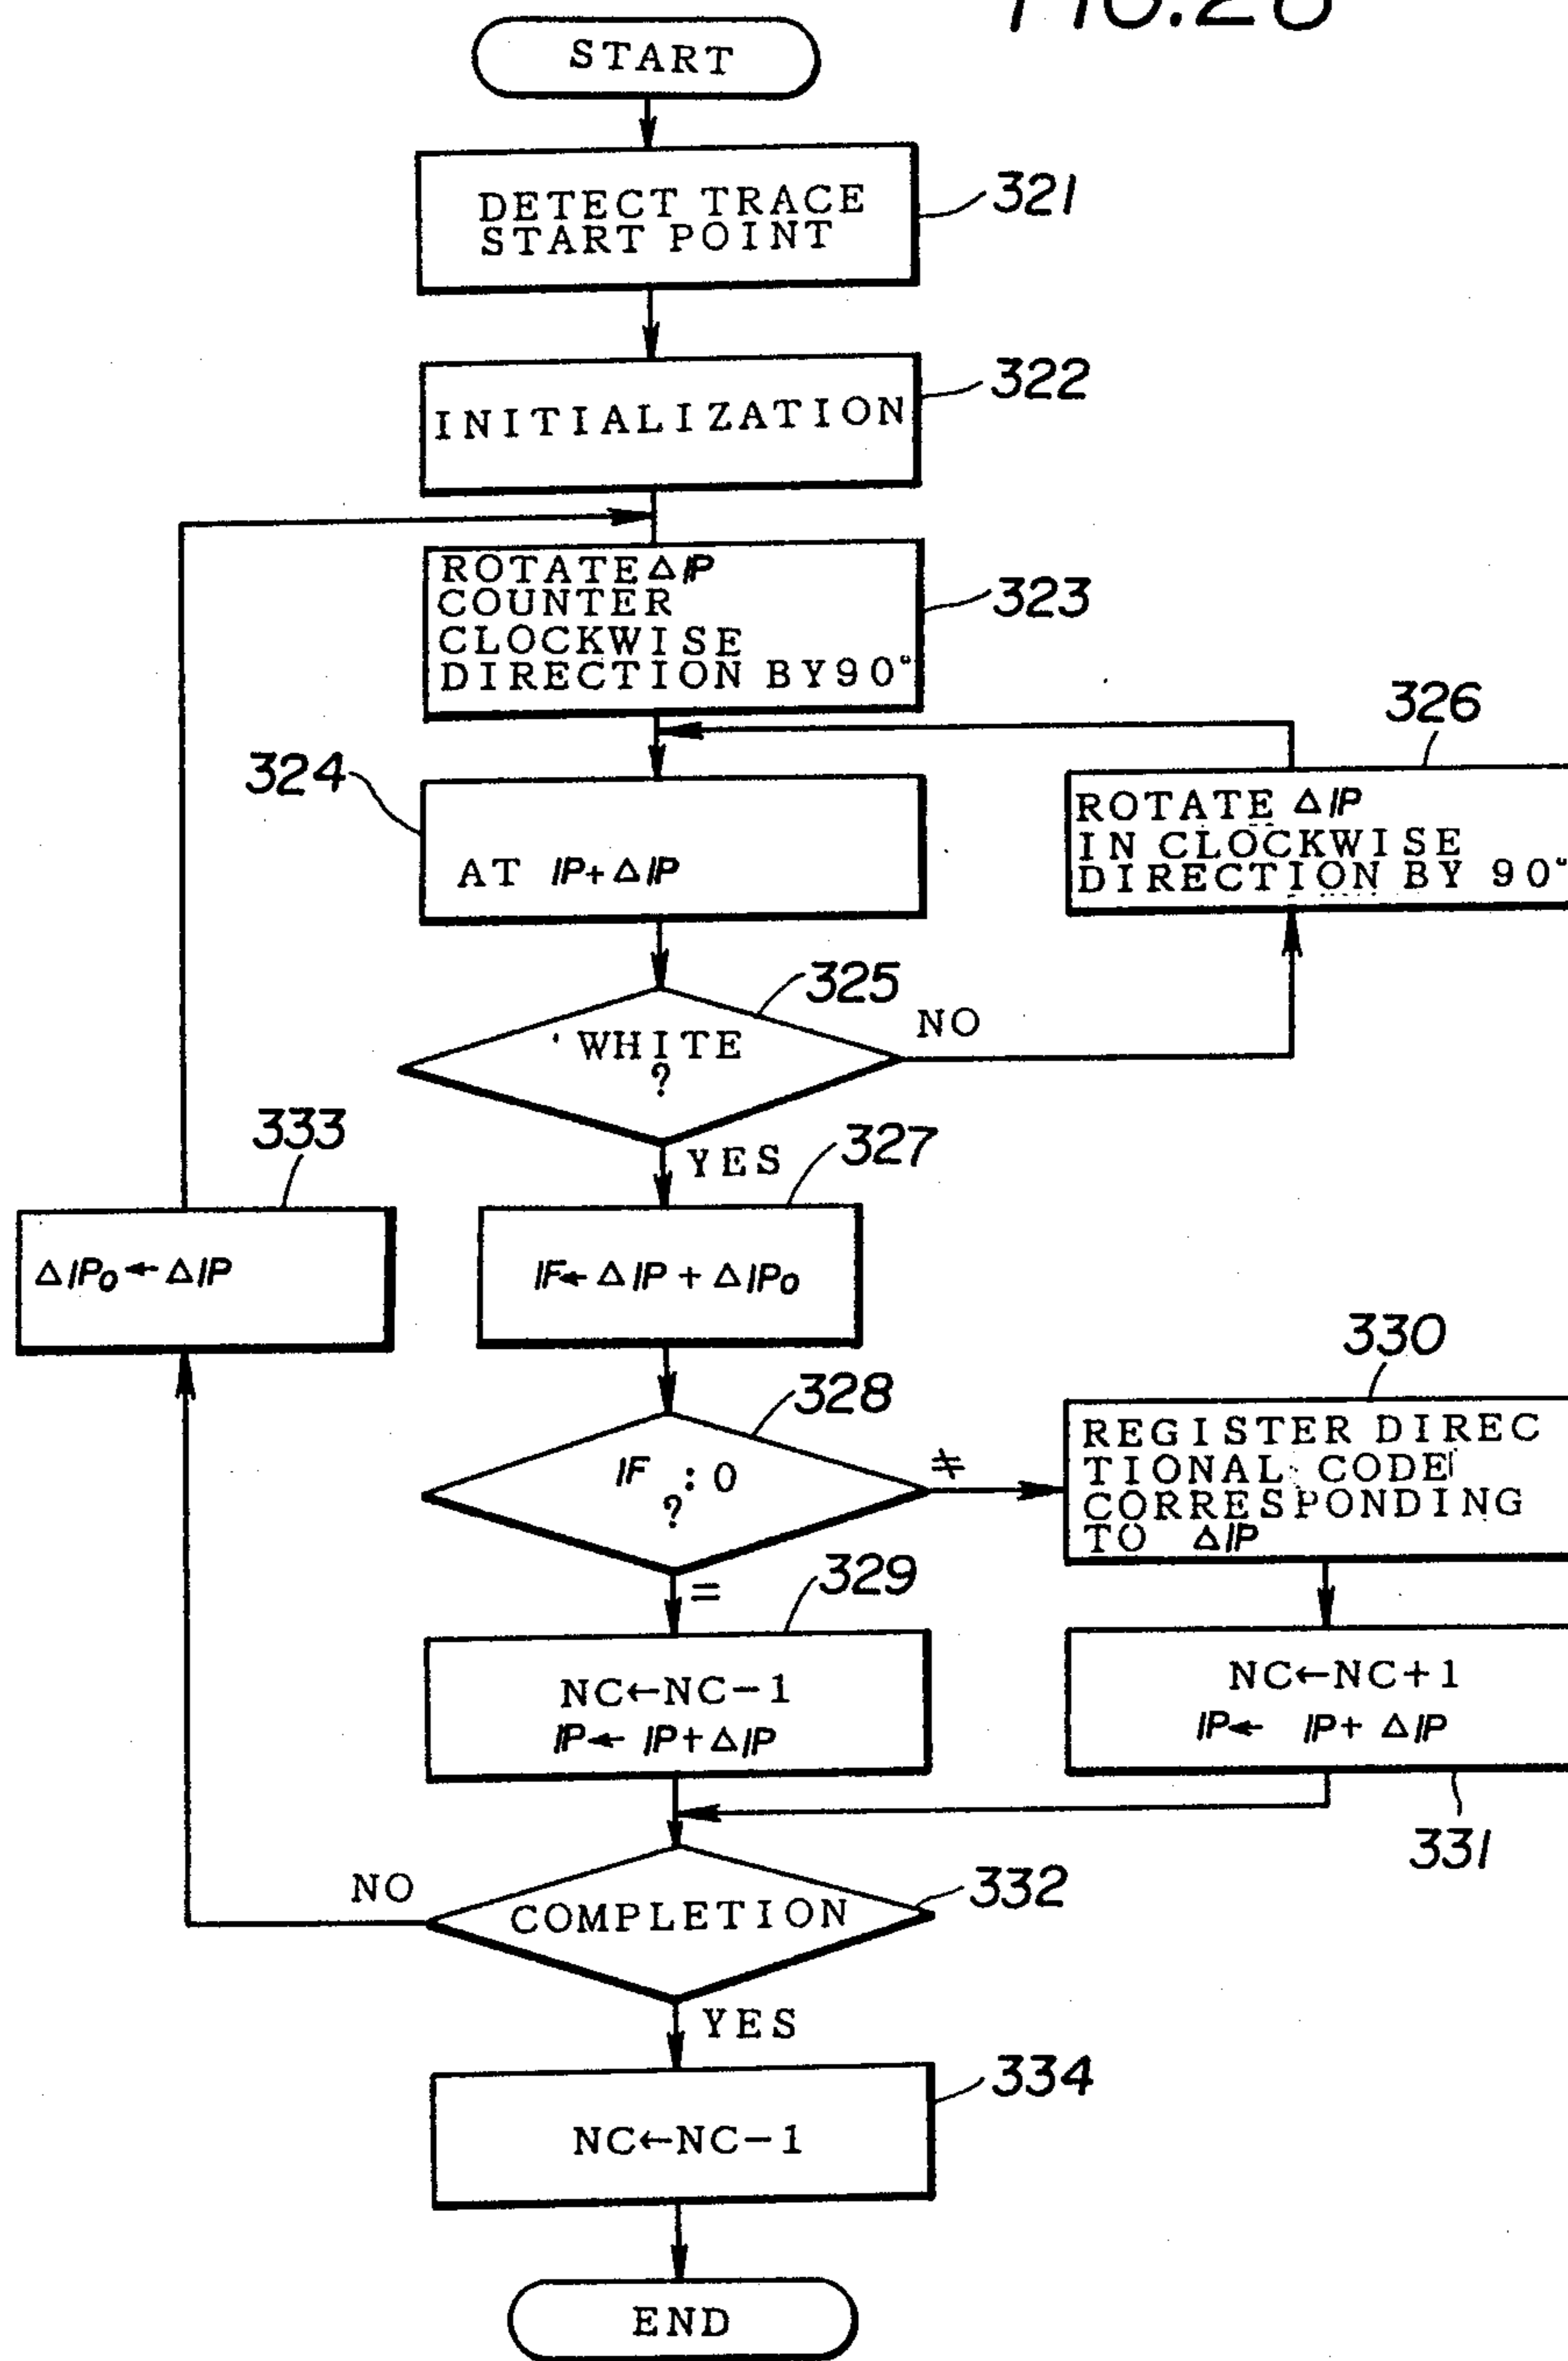 FIG.28
START
DETECT TRACE
START POINT
321
INITIALIZATION
322
ROTATE ΔIP
COUNTER
CLOCKWISE
DIRECTION BY 90°
323
324
AT IP+ΔIP
326
ROTATE ΔIP
IN CLOCKWISE
DIRECTION BY 90°
325
WHITE
?
NO
YES
327
333
ΔIP₀←ΔIP
IF←ΔIP+ΔIP₀
328
IF :0
?
≠
=
330
REGISTER DIREC
TIONAL CODE
CORRESPONDING
TO ΔIP
329
NC←NC-1
IP← IP+ΔIP
NC←NC+1
IP← IP+ ΔIP
331
NO
COMPLETION
332
YES
334
NC←NC-1
END